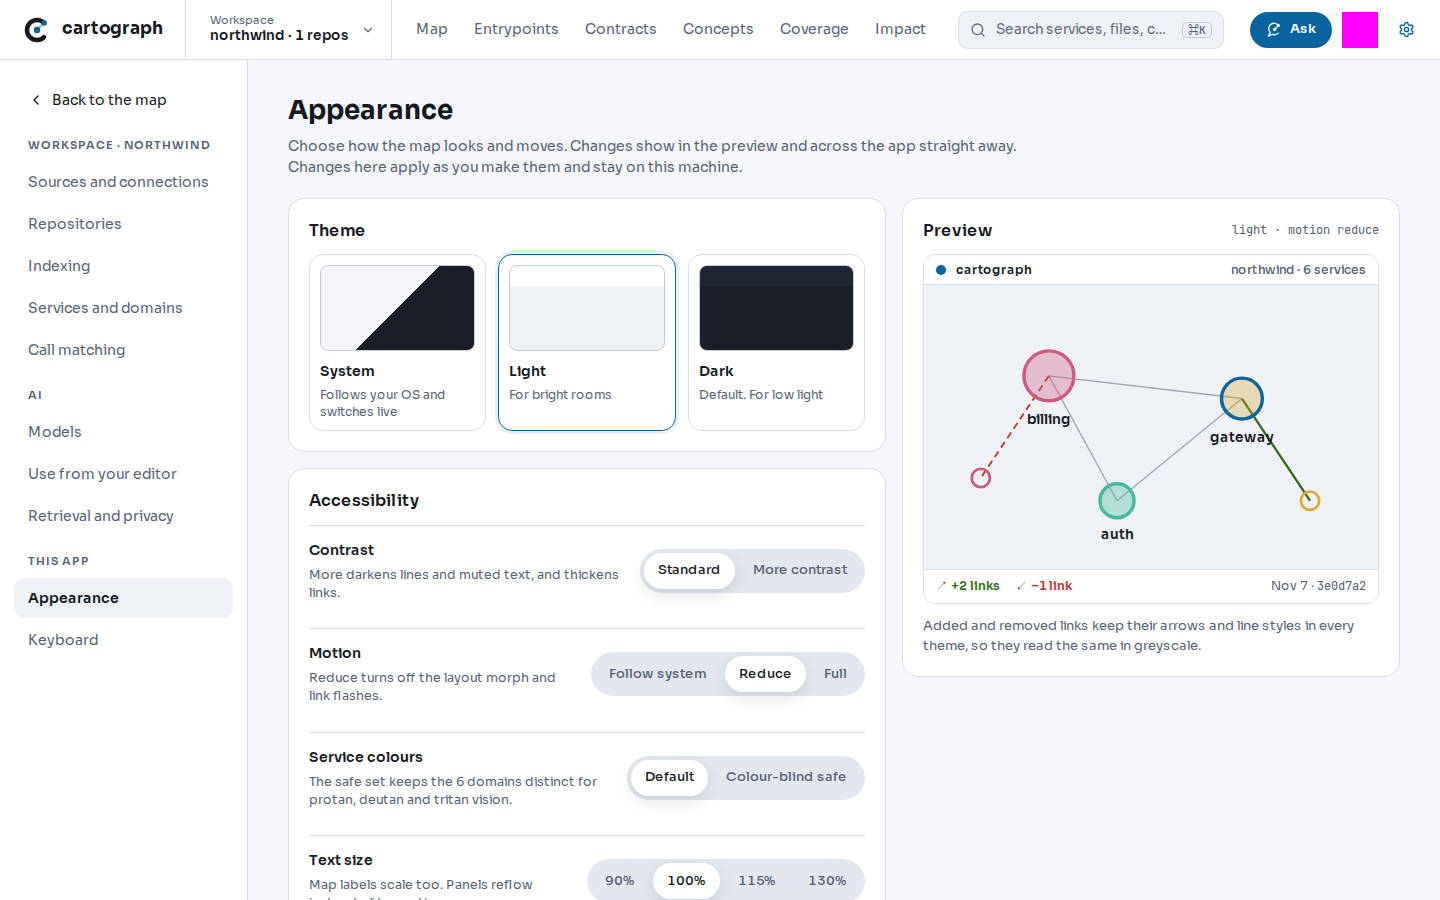 cartograph
Workspace
northwind · 1 repos
Map
Entrypoints
Contracts
Concepts
Coverage
Impact
Search services, files, c...
⌘K
Ask
Back to the map
WORKSPACE · NORTHWIND
Sources and connections
Repositories
Indexing
Services and domains
Call matching
AI
Models
Use from your editor
Retrieval and privacy
THIS APP
Appearance
Keyboard
Appearance
Choose how the map looks and moves. Changes show in the preview and across the app straight away.
Changes here apply as you make them and stay on this machine.
Theme
System
Follows your OS and
switches live
Light
For bright rooms
Dark
Default. For low light
Accessibility
Contrast
More darkens lines and muted text, and thickens
links.
Standard
More contrast
Motion
Reduce turns off the layout morph and
link flashes.
Follow system
Reduce
Full
Service colours
The safe set keeps the 6 domains distinct for
protan, deutan and tritan vision.
Default
Colour-blind safe
Text size
Map labels scale too. Panels reflow
90%
100%
115%
130%
Preview
light · motion reduce
cartograph
northwind · 6 services
billing
gateway
auth
↗ +2 links
↙ −1 link
Nov 7 · 3e0d7a2
Added and removed links keep their arrows and line styles in every
theme, so they read the same in greyscale.